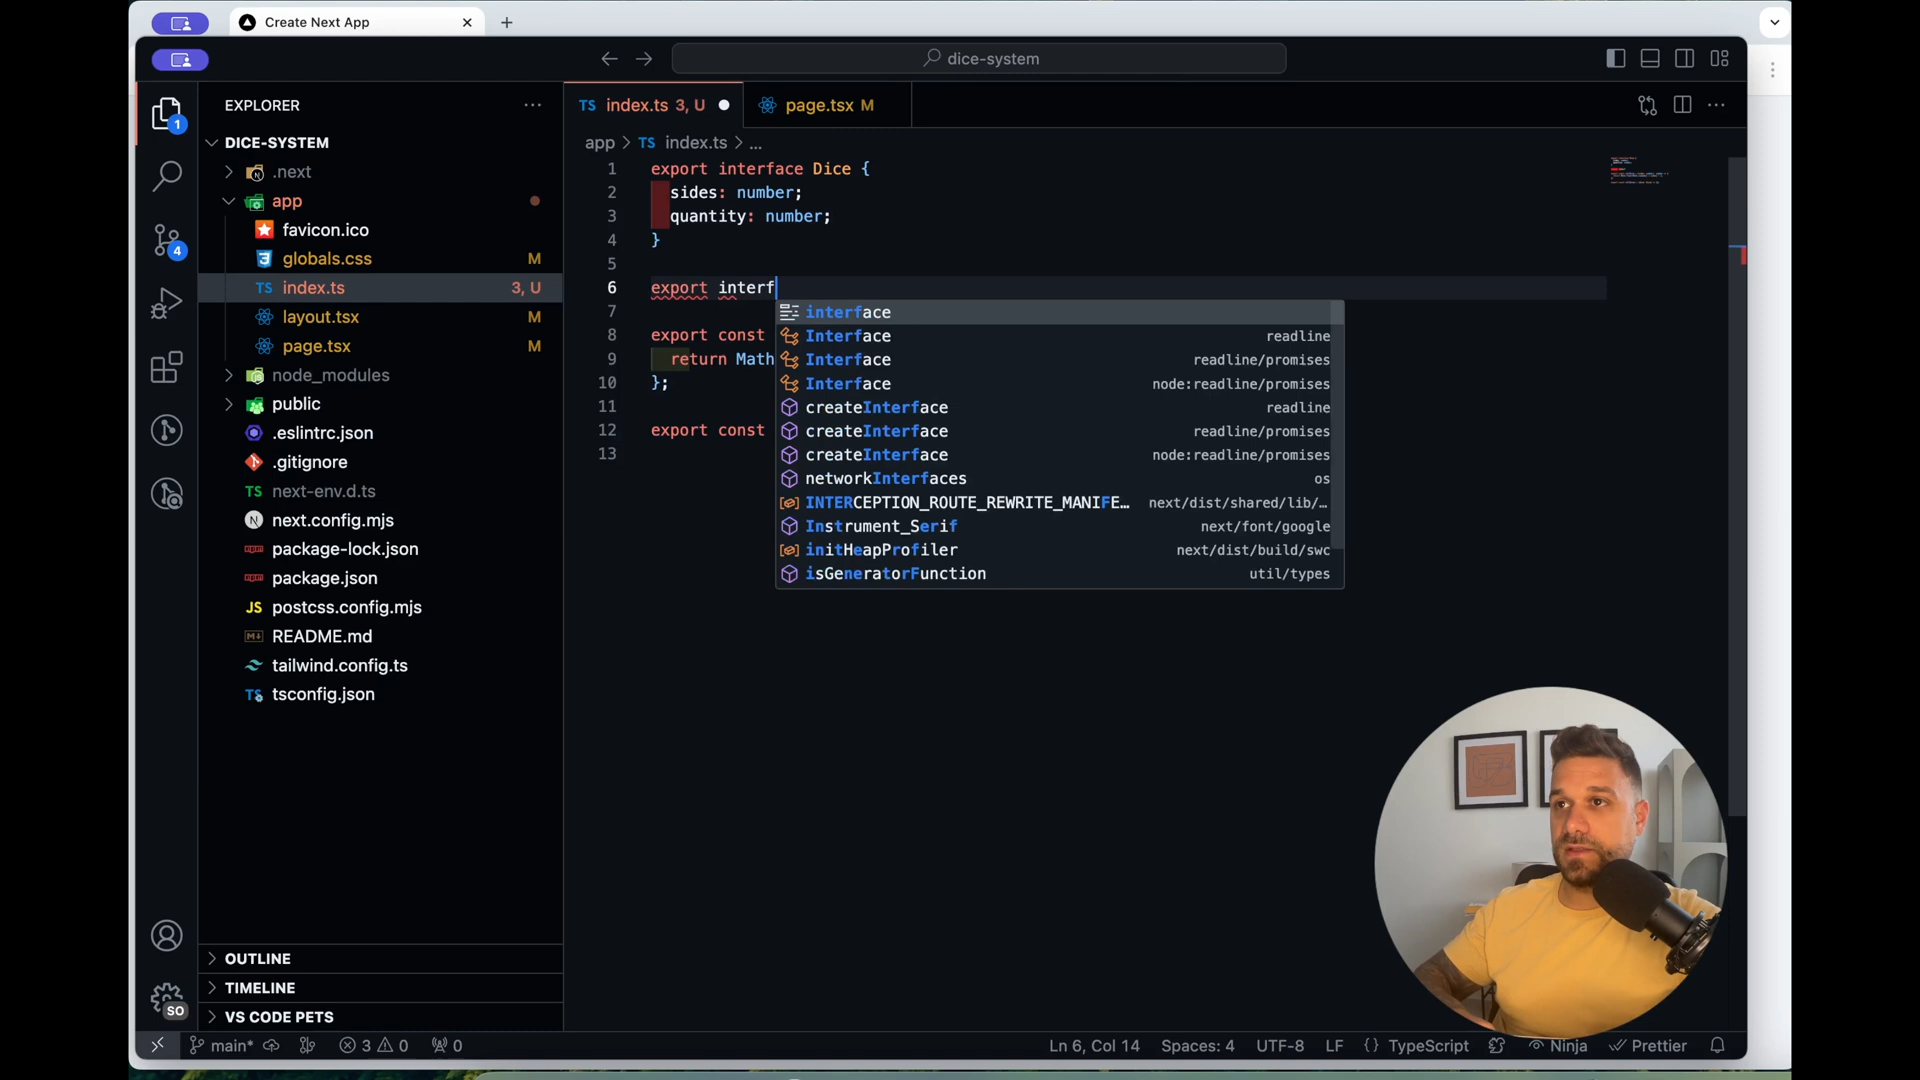 Create Next App
dice-system
EXPLORER
TS index.ts 3, U
page.tsx M
1
DICE-SYSTEM
app > TS index.ts > ...
.next
app
favicon.ico
4
globals.css M
TS index.ts 3, U
layout.tsx M
page.tsx M
node_modules
public
.eslintrc.json
.gitignore
TS next-env.d.ts
N next.config.mjs
package-lock.json
package.json
JS postcss.config.mjs
README.md
tailwind.config.ts
TS tsconfig.json
OUTLINE
TIMELINE
VS CODE PETS
SO
1 export interface Dice {
2 sides: number;
3 quantity: number;
4 }
5
6 export interf
7
8 export const
9 return Math
10 };
11
12 export const
13
interface
Interface readline
Interface readline/promises
Interface node:readline/promises
createInterface readline
createInterface readline/promises
createInterface node:readline/promises
networkInterfaces os
INTERCEPTION_ROUTE_REWRITE_MANIFE… next/dist/shared/lib/…
Instrument_Serif next/font/google
initHeapProfiler next/dist/build/swc
isGeneratorFunction util/types
main* 3 0 0
Ln 6, Col 14 Spaces: 4 UTF-8 LF {} TypeScript Ninja Prettier